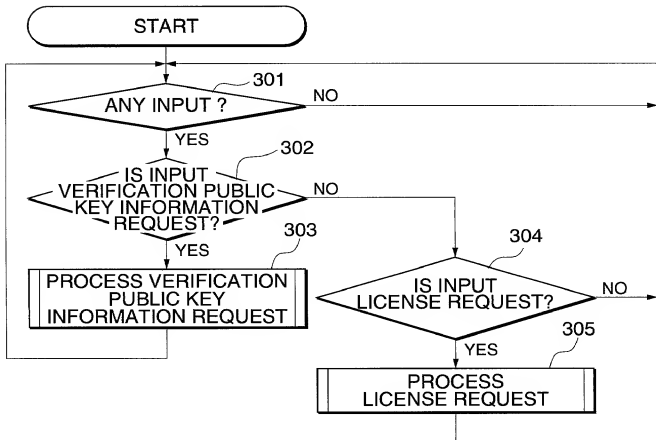 START
301
ANY INPUT ?
NO
YES
302
IS INPUT
VERIFICATION PUBLIC
KEY INFORMATION
REQUEST?
NO
YES
303
PROCESS VERIFICATION
PUBLIC KEY
INFORMATION REQUEST
304
IS INPUT
LICENSE REQUEST?
NO
YES
305
PROCESS
LICENSE REQUEST